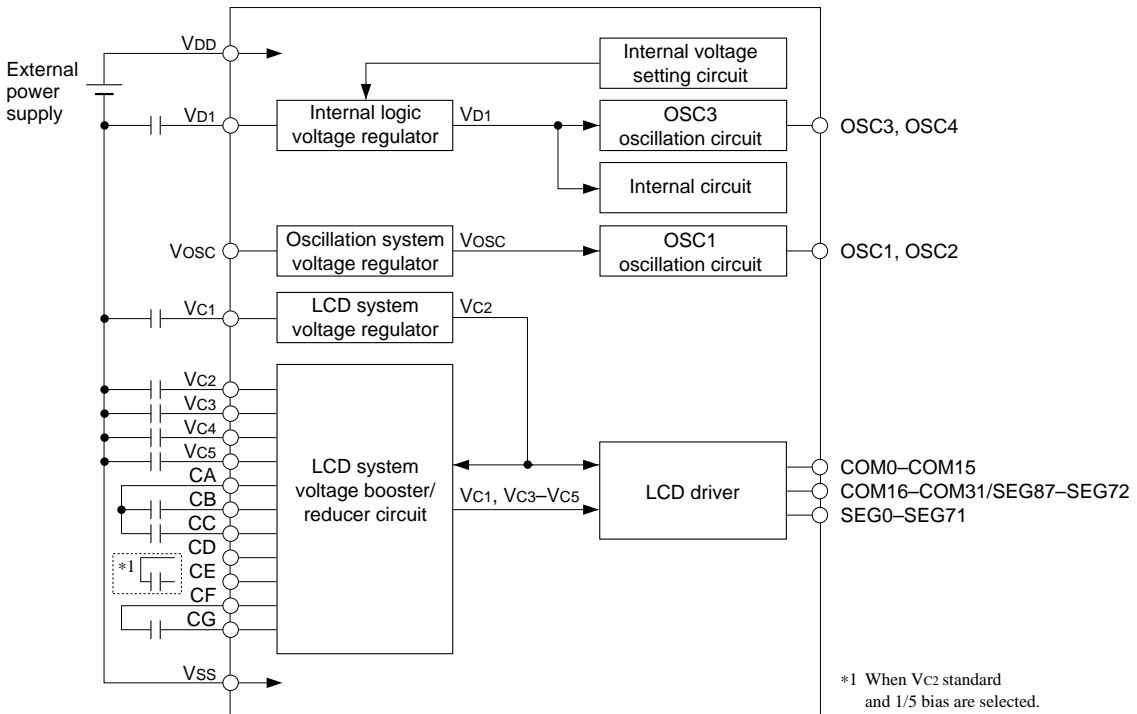 VDD
External
power
supply
Internal voltage
setting circuit
VD1
Internal logic
voltage regulator
VD1
OSC3
oscillation circuit
OSC3, OSC4
Internal circuit
VOSC
Oscillation system
voltage regulator
VOSC
OSC1
oscillation circuit
OSC1, OSC2
VC1
LCD system
voltage regulator
VC2
VC2
VC3
VC4
VC5
CA
CB
CC
CD
*1
CE
CF
CG
LCD system
voltage booster/
reducer circuit
VC1, VC3–VC5
LCD driver
COM0–COM15
COM16–COM31/SEG87–SEG72
SEG0–SEG71
VSS
*1 When VC2 standard
and 1/5 bias are selected.